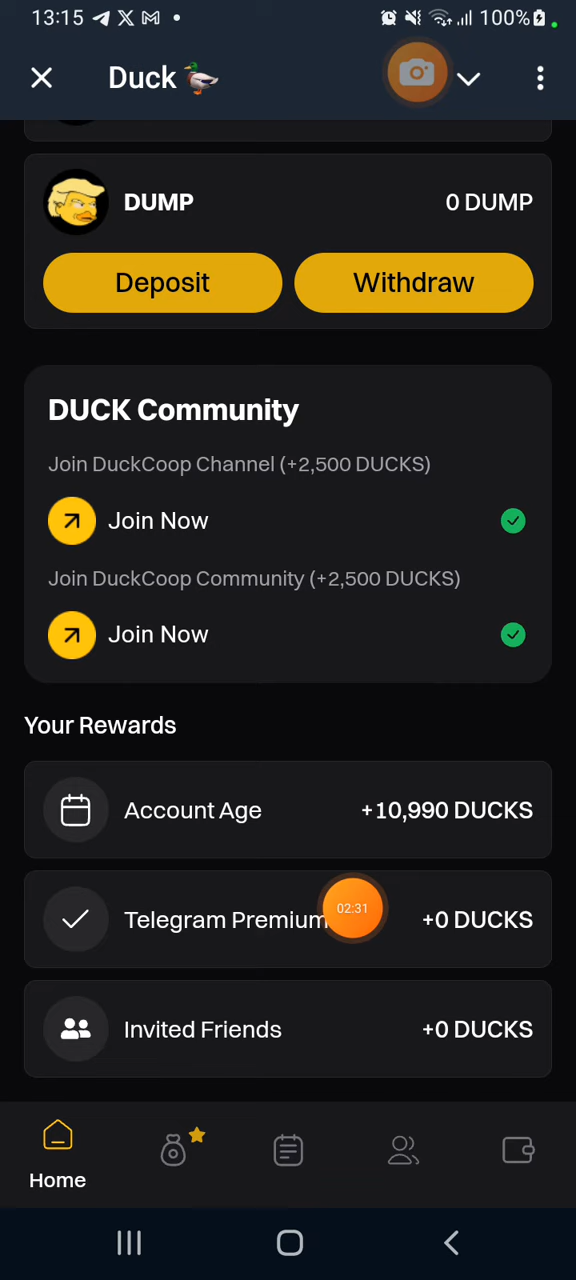 13:15
100%
Duck
DUMP
0 DUMP
Deposit
Withdraw
DUCK Community
Join DuckCoop Channel (+2,500 DUCKS)
Join Now
Join DuckCoop Community (+2,500 DUCKS)
Join Now
Your Rewards
Account Age
+10,990 DUCKS
Telegram Premium
02:31
+0 DUCKS
Invited Friends
+0 DUCKS
Home